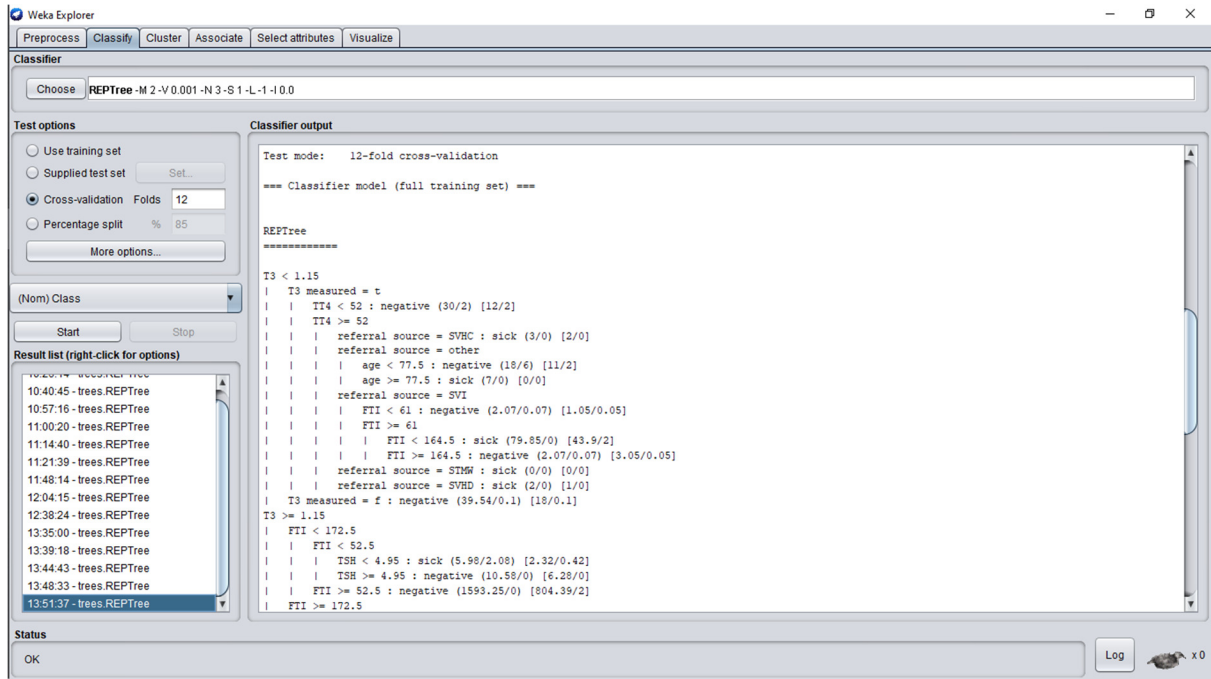 Weka Explorer
Preprocess Classify Cluster Associate Select attributes Visualize
Classifier
Choose REPTree -M 2 -V 0.001 -N 3 -S 1 -L -1 -I 0.0
Test options
Use training set
Supplied test set Set...
Cross-validation Folds 12
Percentage split % 85
More options...
(Nom) Class
Start Stop
Result list (right-click for options)
10:40:45 - trees.REPTree
10:57:16 - trees.REPTree
11:00:20 - trees.REPTree
11:14:40 - trees.REPTree
11:21:39 - trees.REPTree
11:48:14 - trees.REPTree
12:04:15 - trees.REPTree
12:38:24 - trees.REPTree
13:35:00 - trees.REPTree
13:39:18 - trees.REPTree
13:44:43 - trees.REPTree
13:48:33 - trees.REPTree
13:51:37 - trees.REPTree
Classifier output
Test mode:    12-fold cross-validation
=== Classifier model (full training set) ===
REPTree
============
T3 < 1.15
|   T3 measured = t
|   |   TT4 < 52 : negative (30/2) [12/2]
|   |   TT4 >= 52
|   |   |   referral source = SVHC : sick (3/0) [2/0]
|   |   |   referral source = other
|   |   |   |   age < 77.5 : negative (18/6) [11/2]
|   |   |   |   age >= 77.5 : sick (7/0) [0/0]
|   |   |   referral source = SVI
|   |   |   |   FTI < 61 : negative (2.07/0.07) [1.05/0.05]
|   |   |   |   FTI >= 61
|   |   |   |   |   FTI < 164.5 : sick (79.85/0) [43.9/2]
|   |   |   |   |   FTI >= 164.5 : negative (2.07/0.07) [3.05/0.05]
|   |   |   referral source = STMW : sick (0/0) [0/0]
|   |   |   referral source = SVHD : sick (2/0) [1/0]
|   T3 measured = f : negative (39.54/0.1) [18/0.1]
T3 >= 1.15
|   FTI < 172.5
|   |   FTI < 52.5
|   |   |   TSH < 4.95 : sick (5.98/2.08) [2.32/0.42]
|   |   |   TSH >= 4.95 : negative (10.58/0) [6.28/0]
|   |   FTI >= 52.5 : negative (1593.25/0) [804.39/2]
|   FTI >= 172.5
Status
OK
Log x 0